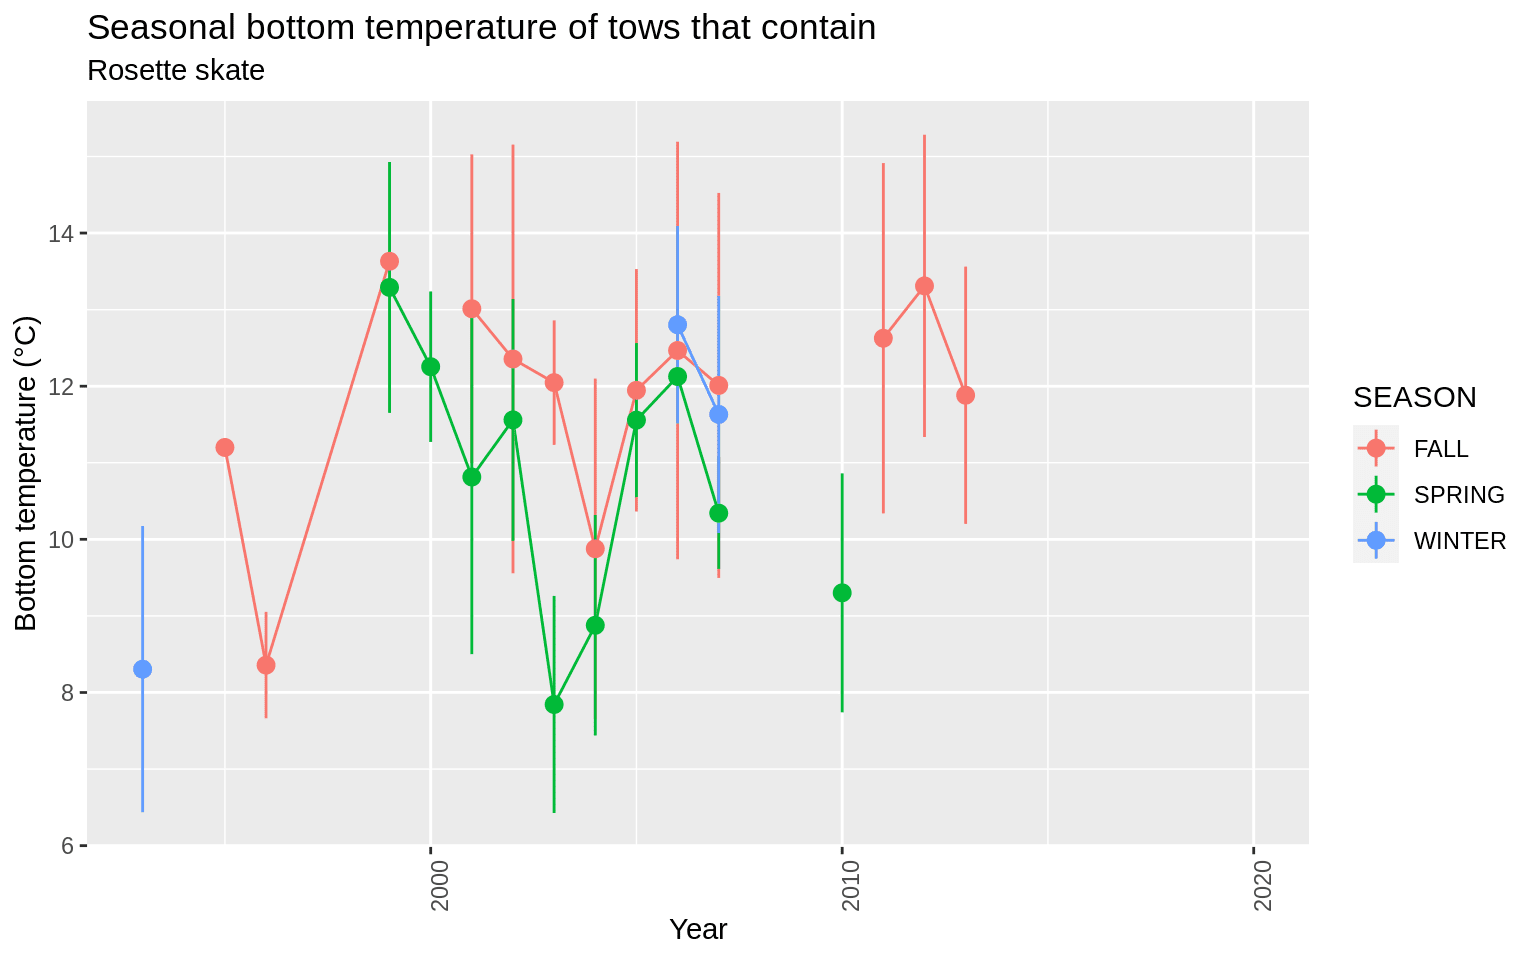 Seasonal bottom temperature of tows that contain
Rosette skate
Bottom temperature (°C)
14
12
10
8
6
2000
2010
2020
Year
SEASON
FALL
SPRING
WINTER